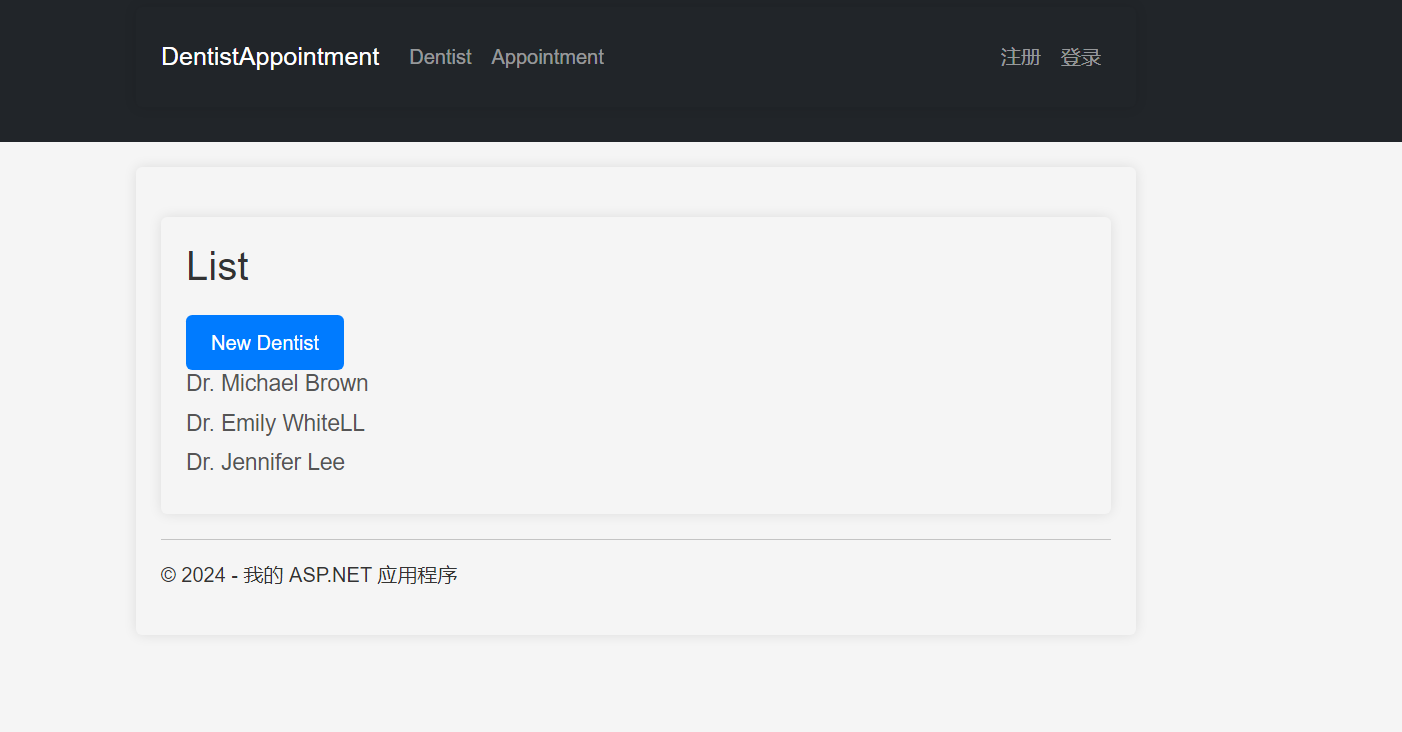 DentistAppointment Dentist Appointment 注册 登录
List
New Dentist
Dr. Michael Brown
Dr. Emily WhiteLL
Dr. Jennifer Lee
© 2024 - 我的 ASP.NET 应用程序